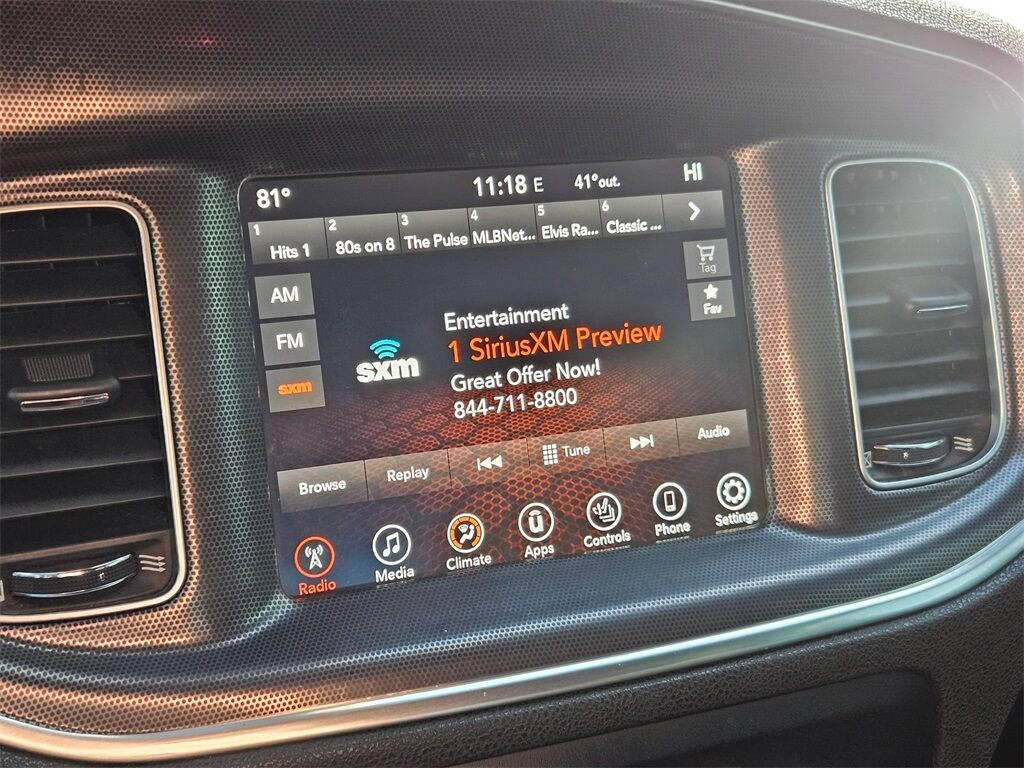 81° 11:18 E 41°out. HI
1 Hits 1 2 80s on 8 3 The Pulse 4 MLBNet... 5 Elvis Ra... 6 Classic ...
AM
FM
sxm
Tag
Fav
sxm
Entertainment
1 SiriusXM Preview
Great Offer Now!
844-711-8800
Browse Replay Tune Audio
Radio Media Climate Apps Controls Phone Settings